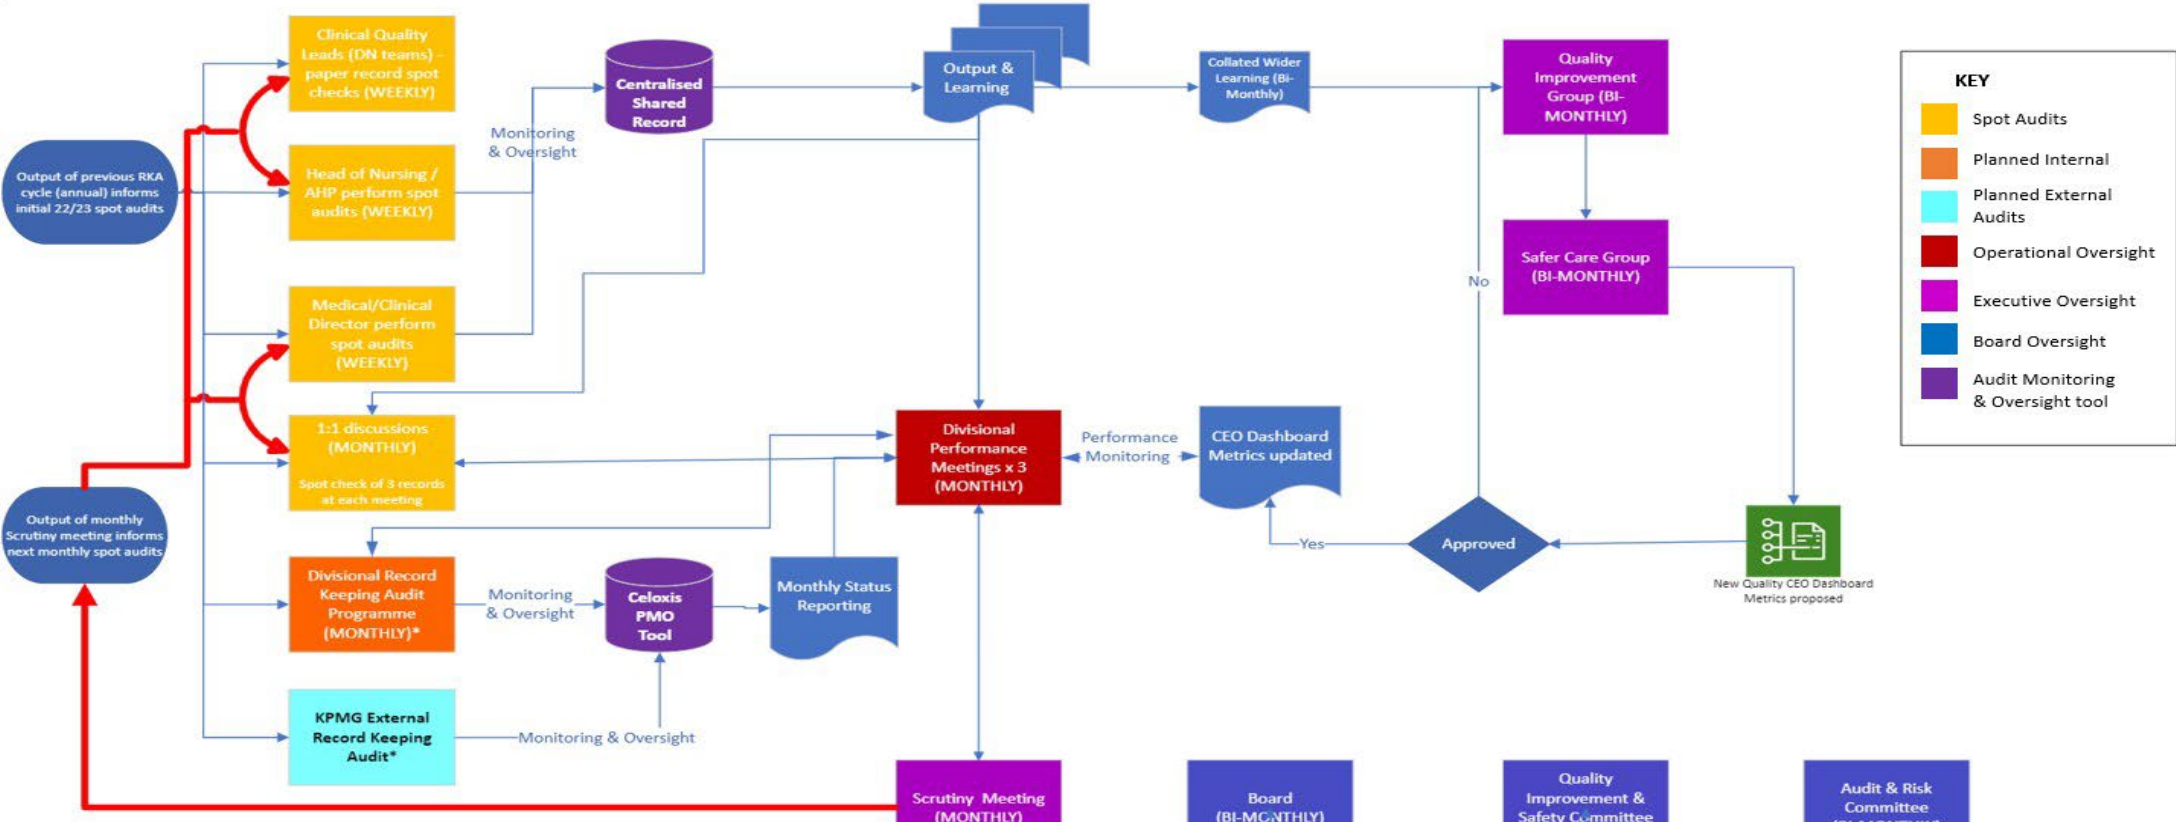 Clinical Quality
Leads (DN teams) –
paper record spot
checks (WEEKLY)
Head of Nursing /
AHP perform spot
audits (WEEKLY)
Output of previous RKA
cycle (annual) informs
initial 22/23 spot audits
Medical/Clinical
Director perform
spot audits
(WEEKLY)
1:1 discussions
(MONTHLY)
Spot check of 3 records
at each meeting
Output of monthly
Scrutiny meeting informs
next monthly spot audits
Divisional Record
Keeping Audit
Programme
(MONTHLY)*
KPMG External
Record Keeping
Audit*
Monitoring
& Oversight
Centralised
Shared
Record
Monitoring
& Oversight
Celoxis
PMO
Tool
Monitoring & Oversight
Monthly Status
Reporting
Output &
Learning
Divisional
Performance
Meetings x 3
(MONTHLY)
Scrutiny Meeting
(MONTHLY)
Performance
Monitoring
CEO Dashboard
Metrics updated
Collated Wider
Learning (Bi-
Monthly)
Quality
Improvement
Group (BI-
MONTHLY)
Safer Care Group
(BI-MONTHLY)
No
Yes
Approved
New Quality CEO Dashboard
Metrics proposed
Board
(BI-MONTHLY)
Quality
Improvement &
Safety Committee
Audit & Risk
Committee
KEY
Spot Audits
Planned Internal
Planned External
Audits
Operational Oversight
Executive Oversight
Board Oversight
Audit Monitoring
& Oversight tool